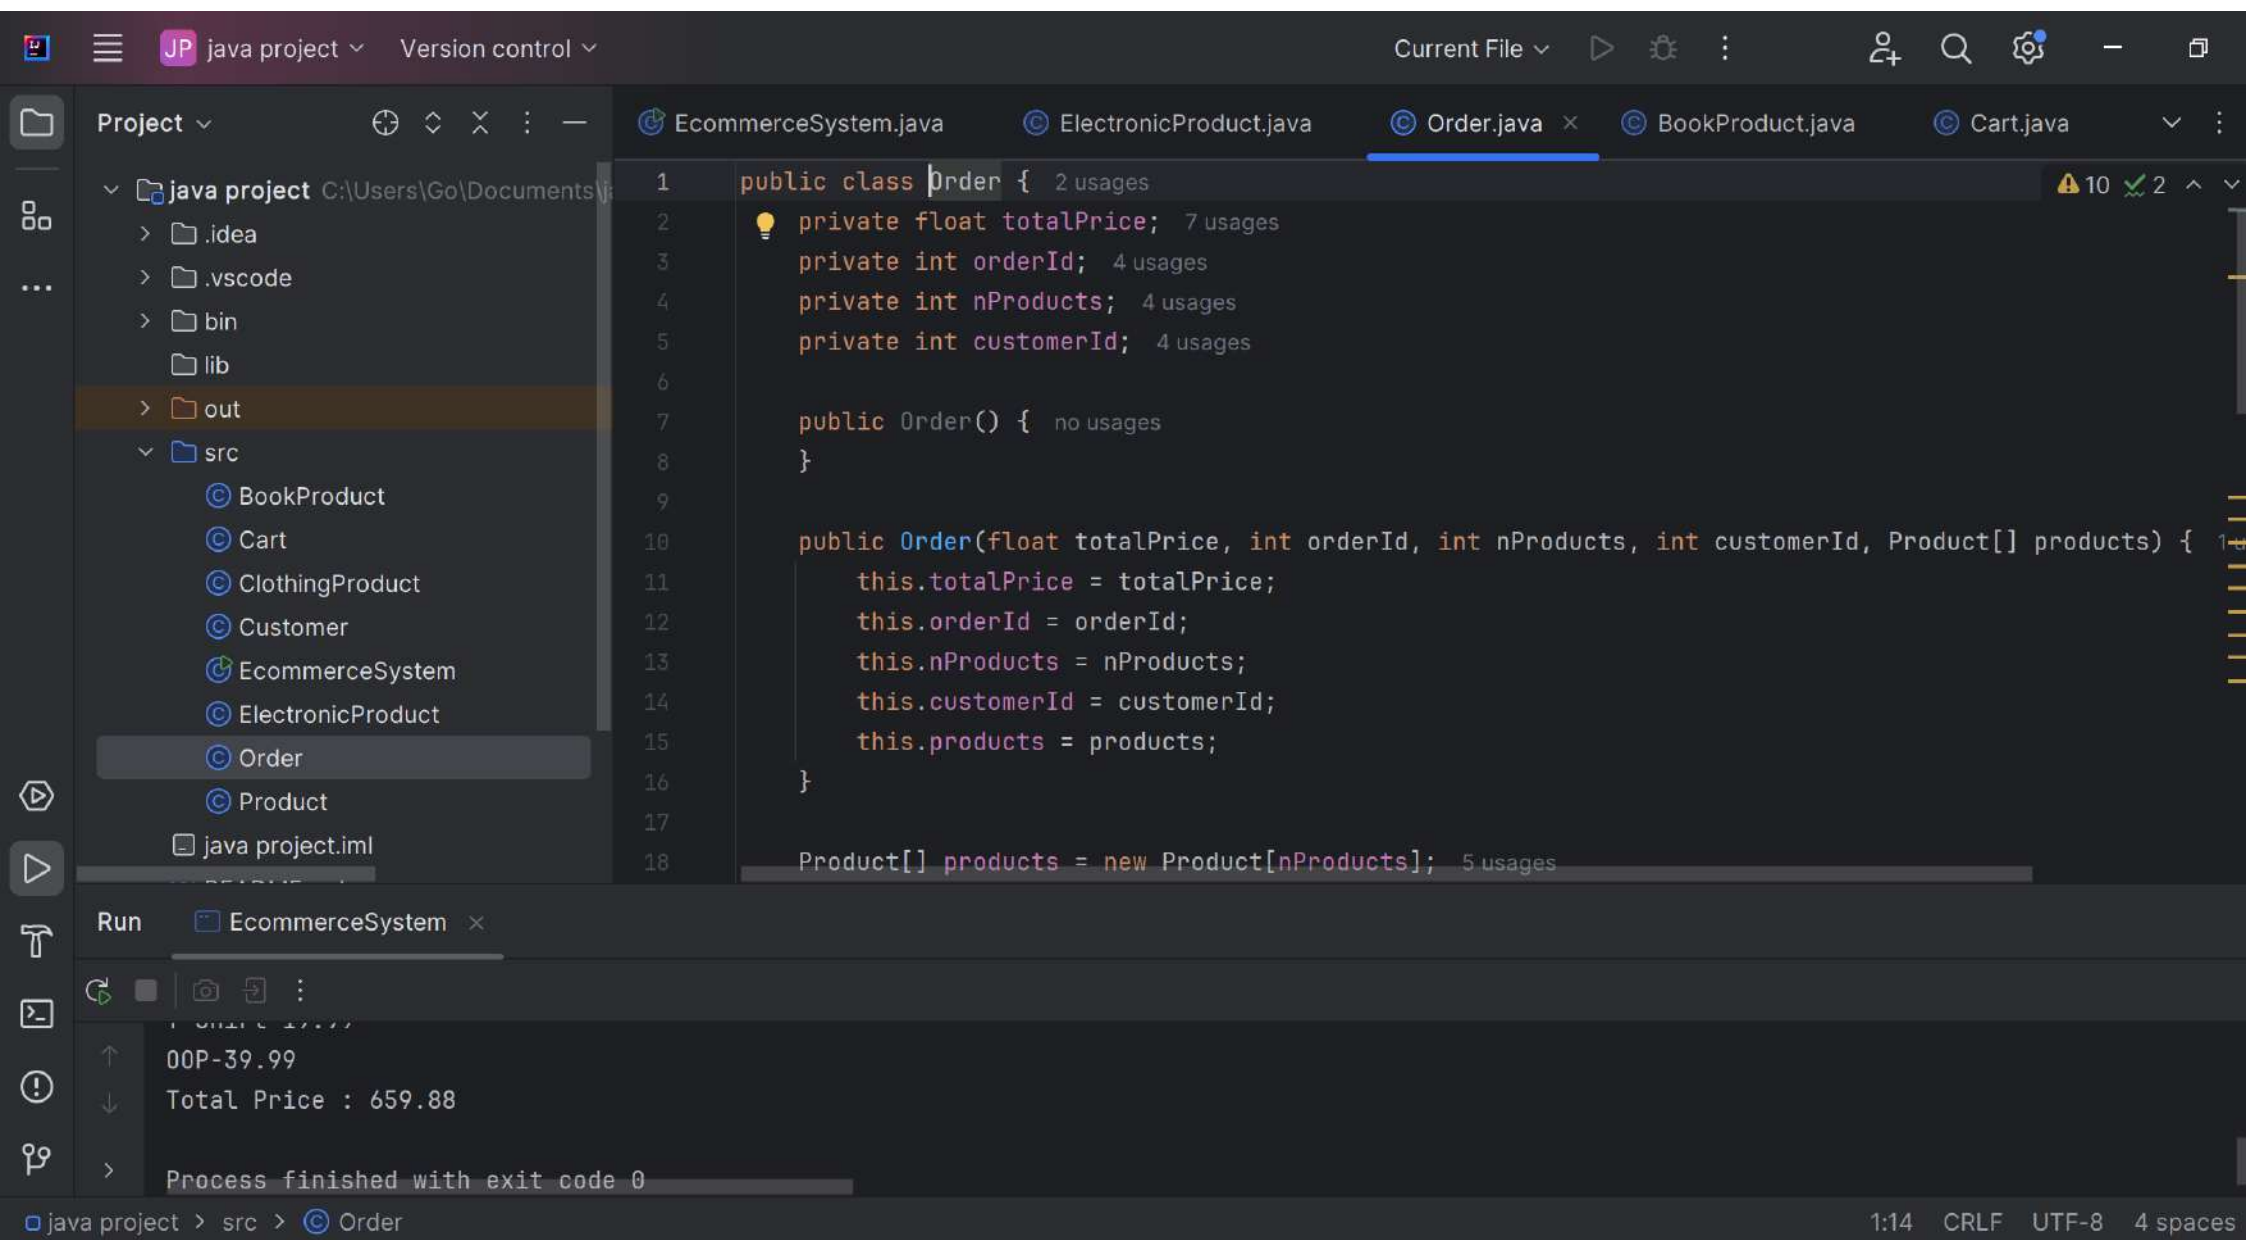 JP java project Version control Current File
Project
EcommerceSystem.java ElectronicProduct.java Order.java BookProduct.java Cart.java
java project C:\Users\Go\Documents\
.idea
.vscode
bin
lib
out
src
BookProduct
Cart
ClothingProduct
Customer
EcommerceSystem
ElectronicProduct
Order
Product
java project.iml
1 public class Order { 2 usages
10 2
2 private float totalPrice; 7 usages
3 private int orderId; 4 usages
4 private int nProducts; 4 usages
5 private int customerId; 4 usages
6
7 public Order() { no usages
8 }
9
10 public Order(float totalPrice, int orderId, int nProducts, int customerId, Product[] products) {
11 this.totalPrice = totalPrice;
12 this.orderId = orderId;
13 this.nProducts = nProducts;
14 this.customerId = customerId;
15 this.products = products;
16 }
17
18 Product[] products = new Product[nProducts]; 5 usages
Run EcommerceSystem
OOP-39.99
Total Price : 659.88
Process finished with exit code 0
java project > src > Order
1:14 CRLF UTF-8 4 spaces